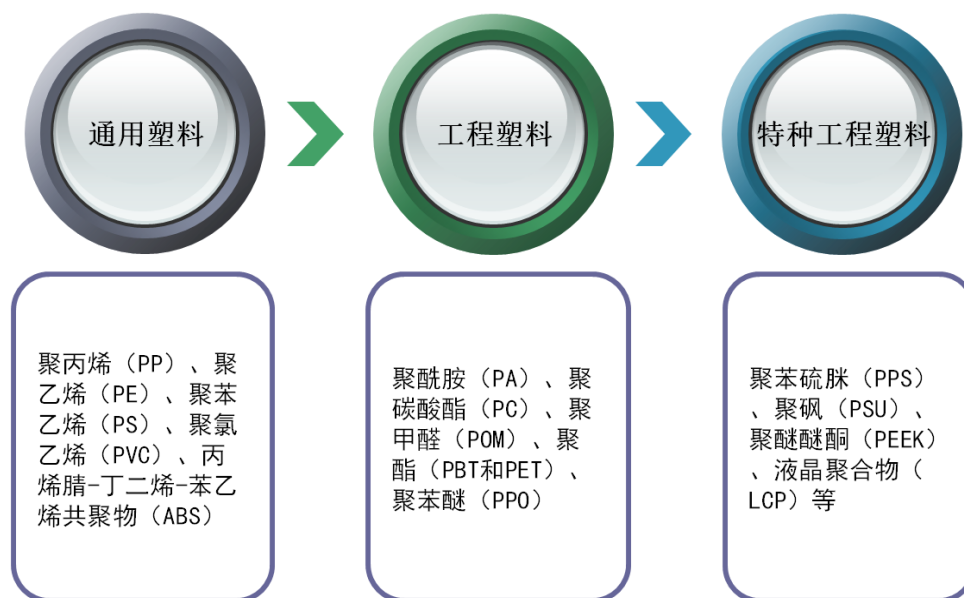 通用塑料
工程塑料
特种工程塑料
聚丙烯（PP）、聚
乙烯（PE）、聚苯
乙烯（PS）、聚氯
乙烯（PVC）、丙
烯腈-丁二烯-苯乙
烯共聚物（ABS）
聚酰胺（PA）、聚
碳酸酯（PC）、聚
甲醛（POM）、聚
酯（PBT和PET）、
聚苯醚（PPO）
聚苯硫脒（PPS）
、聚砜（PSU）、
聚醚醚酮（PEEK）
、液晶聚合物（
LCP）等